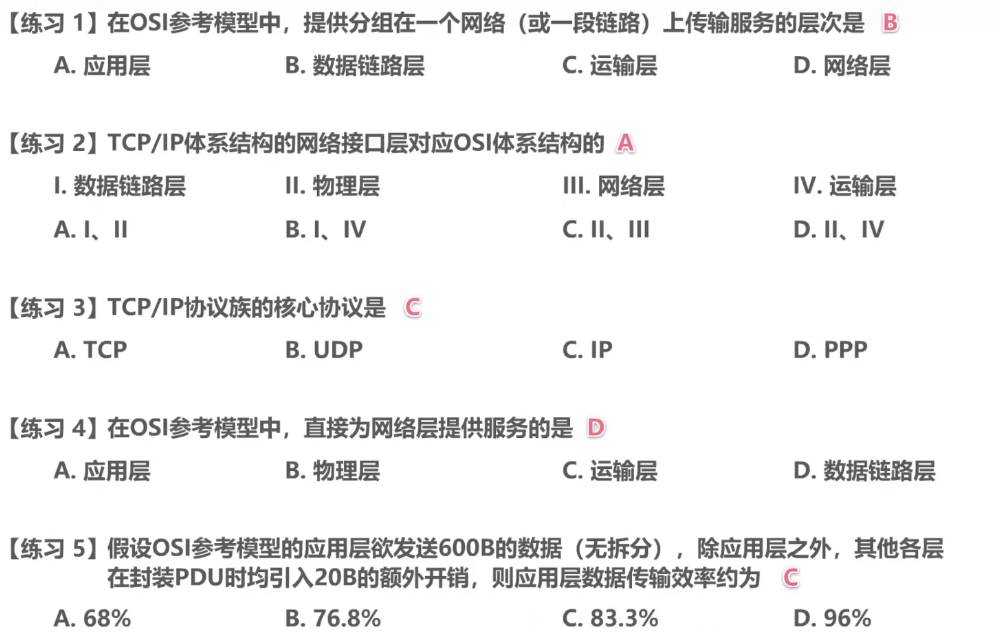 【练习 1】在OSI参考模型中，提供分组在一个网络（或一段链路）上传输服务的层次是 B
A. 应用层 B. 数据链路层 C. 运输层 D. 网络层
【练习 2】TCP/IP体系结构的网络接口层对应OSI体系结构的 A
I. 数据链路层 II. 物理层 III. 网络层 IV. 运输层
A. I、II B. I、IV C. II、III D. II、IV
【练习 3】TCP/IP协议族的核心协议是 C
A. TCP B. UDP C. IP D. PPP
【练习 4】在OSI参考模型中，直接为网络层提供服务的是 D
A. 应用层 B. 物理层 C. 运输层 D. 数据链路层
【练习 5】假设OSI参考模型的应用层欲发送600B的数据（无拆分），除应用层之外，其他各层
在封装PDU时均引入20B的额外开销，则应用层数据传输效率约为 C
A. 68% B. 76.8% C. 83.3% D. 96%